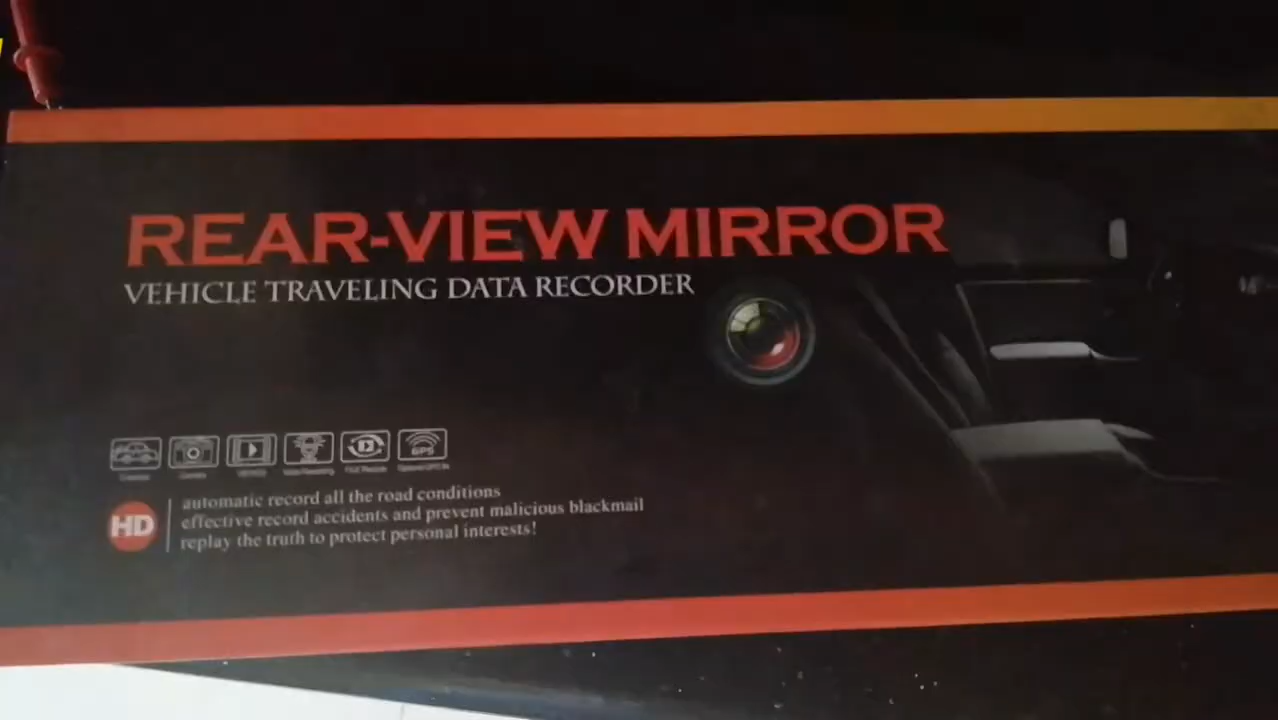 REAR-VIEW MIRROR
VEHICLE TRAVELING DATA RECORDER
GPS
HD
automatic record all the road conditions
effective record accidents and prevent malicious blackmail
replay the truth to protect personal interests!